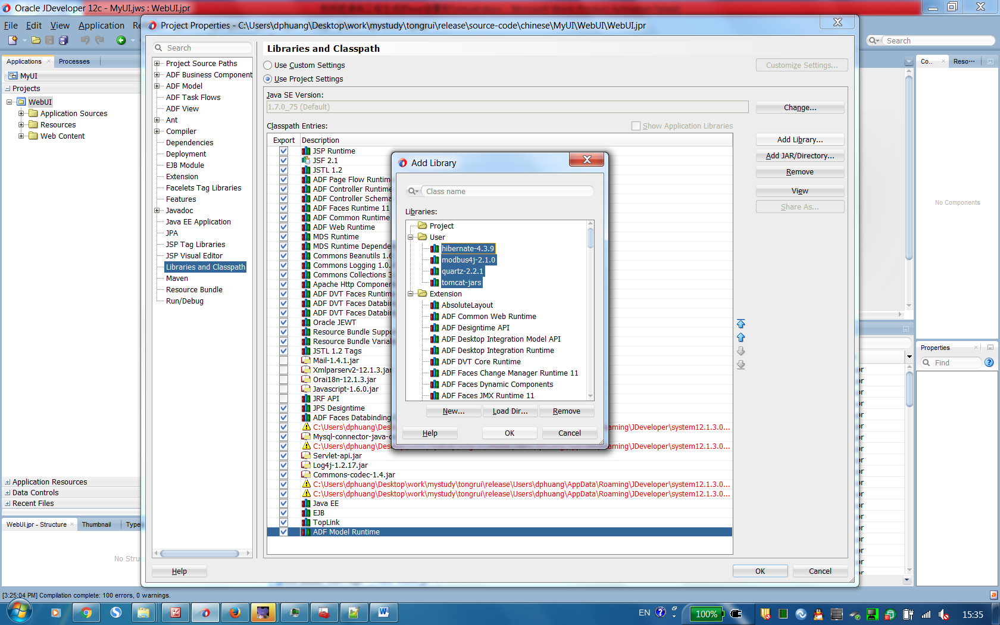 Oracle JDeveloper 12c - MyUI.jws : WebUI.jpr
File Edit View Application Re
Search
Applications
Processes
MyUI
Projects
WebUI
Application Sources
Resources
Web Content
Application Resources
Data Controls
Recent Files
WebUI.jpr - Structure
Thumbnail
Type
No Stru
Project Properties - C:\Users\dphuang\Desktop\work\mystudy\tongrui\release\source-code\chinese\MyUI\WebUI\WebUI.jpr
Search
Project Source Paths
ADF Business Component
ADF Model
ADF Task Flows
ADF View
Ant
Compiler
Dependencies
Deployment
EJB Module
Extension
Facelets Tag Libraries
Features
Javadoc
Java EE Application
JPA
JSP Tag Libraries
JSP Visual Editor
Libraries and Classpath
Maven
Resource Bundle
Run/Debug
Help
Libraries and Classpath
Use Custom Settings
Customize Settings...
Use Project Settings
Java SE Version:
1.7.0_75 (Default)
Change...
Classpath Entries:
Show Application Libraries
Export Description
JSP Runtime
JSF 2.1
JSTL 1.2
ADF Page Flow Runtim
ADF Controller Runtime
ADF Controller Schema
ADF Faces Runtime 11
ADF Common Runtime
ADF Web Runtime
MDS Runtime
MDS Runtime Depende
Commons Beanutils 1.6
Commons Logging 1.0.
Commons Collections 3
Apache Http Componen
ADF DVT Faces Runtim
ADF DVT Faces Databin
ADF DVT Faces Databin
Oracle JEWT
Resource Bundle Suppo
Resource Bundle Varial
JSTL 1.2 Tags
Mail-1.4.1.jar
Xmlparserv2-12.1.3.jar
Orai18n-12.1.3.jar
Javascript-1.6.0.jar
JRF API
JPS Designtime
ADF Faces Databinding
C:\Users\dphuang\Des
aming\JDeveloper\system12.1.3.0...
Mysql-connector-java-c
C:\Users\dphuang\Des
aming\JDeveloper\system12.1.3.0...
Servlet-api.jar
Log4j-1.2.17.jar
Commons-codec-1.4.jar
C:\Users\dphuang\Desktop\work\mystudy\tongrui\release\Users\dphuang\AppData\Roaming\JDeveloper\system12.1.3.0...
C:\Users\dphuang\Desktop\work\mystudy\tongrui\release\Users\dphuang\AppData\Roaming\JDeveloper\system12.1.3.0...
Java EE
EJB
TopLink
ADF Model Runtime
Add Library...
Add JAR/Directory...
Remove
View
Share As...
OK
Cancel
Add Library
Class name
Libraries:
Project
User
hibernate-4.3.9
modbus4j-2.1.0
quartz-2.2.1
tomcat-jars
Extension
AbsoluteLayout
ADF Common Web Runtime
ADF Designtime API
ADF Desktop Integration Model API
ADF Desktop Integration Runtime
ADF DVT Core Runtime
ADF Faces Change Manager Runtime 11
ADF Faces Dynamic Components
ADF Faces JMX Runtime 11
New...
Load Dir...
Remove
Help
OK
Cancel
Co..
Reso...
No Components
Properties
Find
[3:25:04 PM] Compilation complete: 100 errors, 0 warnings.
EN
100%
15:35